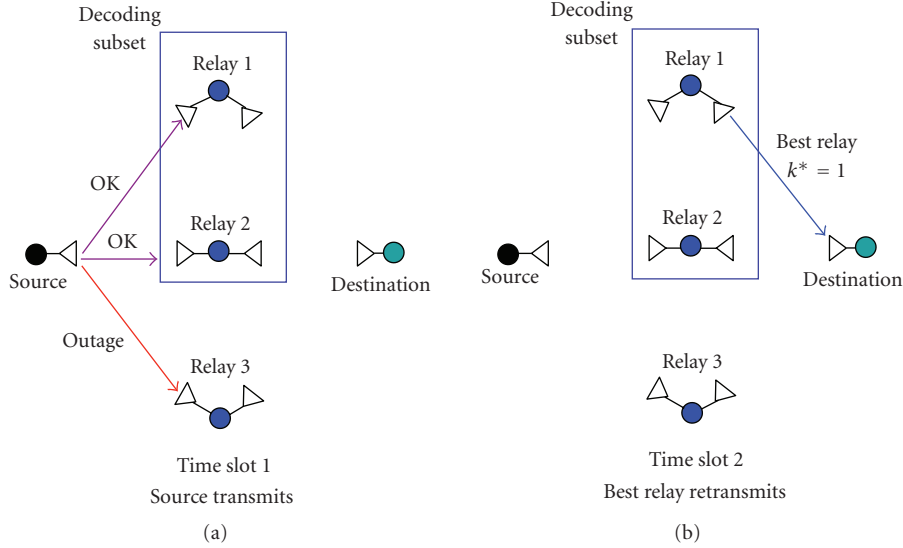 Decoding
subset
Relay 1
OK
OK
Relay 2
Source
Destination
Outage
Relay 3
Time slot 1
Source transmits
(a)
Decoding
subset
Relay 1
Best relay
k* = 1
Relay 2
Source
Destination
Relay 3
Time slot 2
Best relay retransmits
(b)